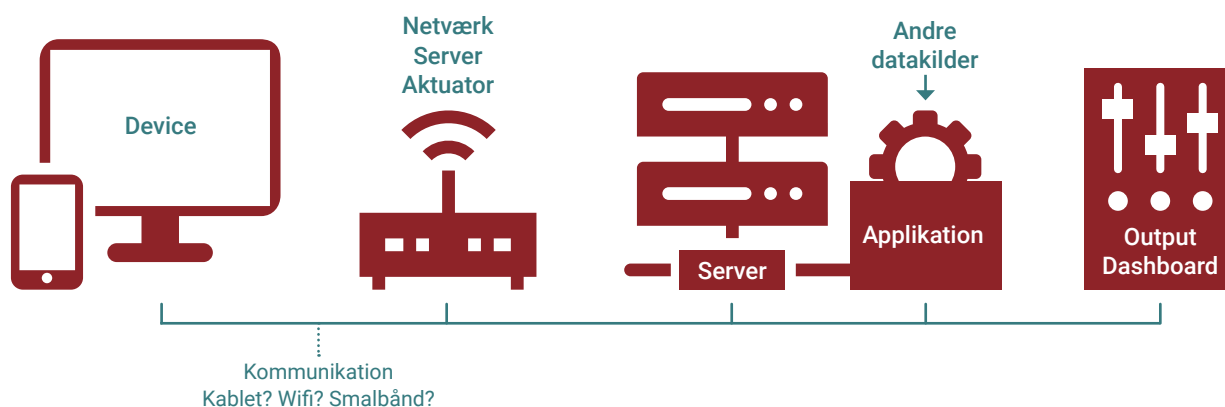 Device
Netværk
Server
Aktuator
Server
Andre
datakilder
Applikation
Output
Dashboard
Kommunikation
Kablet? Wifi? Smalbånd?